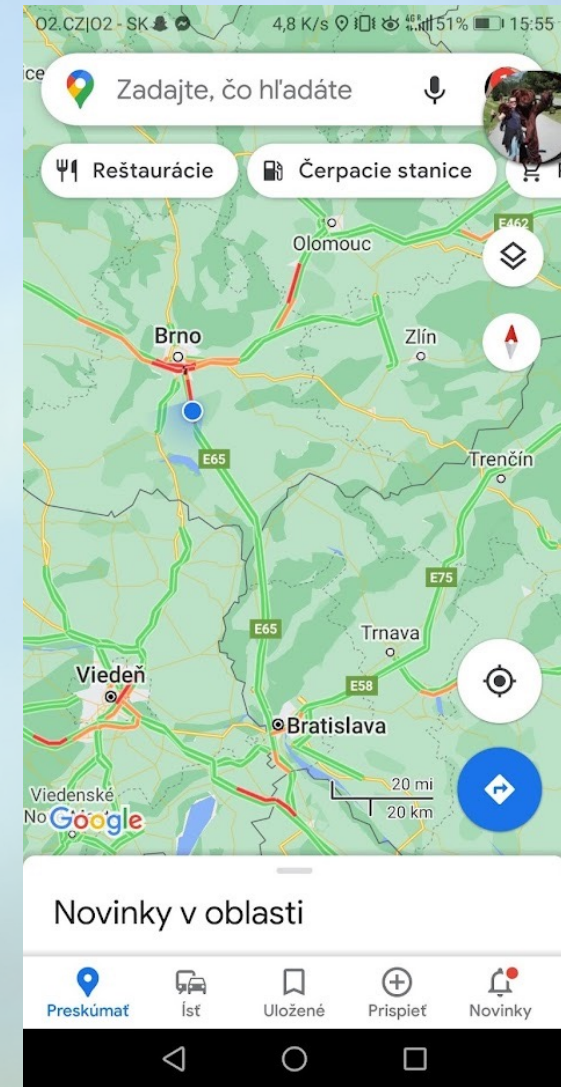 O2.CZ|O2 - SK 4,8 K/s 51% 15:55
ice
Zadajte, čo hľadáte
Reštaurácie
Čerpacie stanice
E462
Olomouc
Brno
Zlín
E65
Trenčín
E75
E65
Trnava
Viedeň
E58
Bratislava
20 mi
20 km
Viedenské
No
Google
Novinky v oblasti
Preskúmať Ísť Uložené Prispieť Novinky